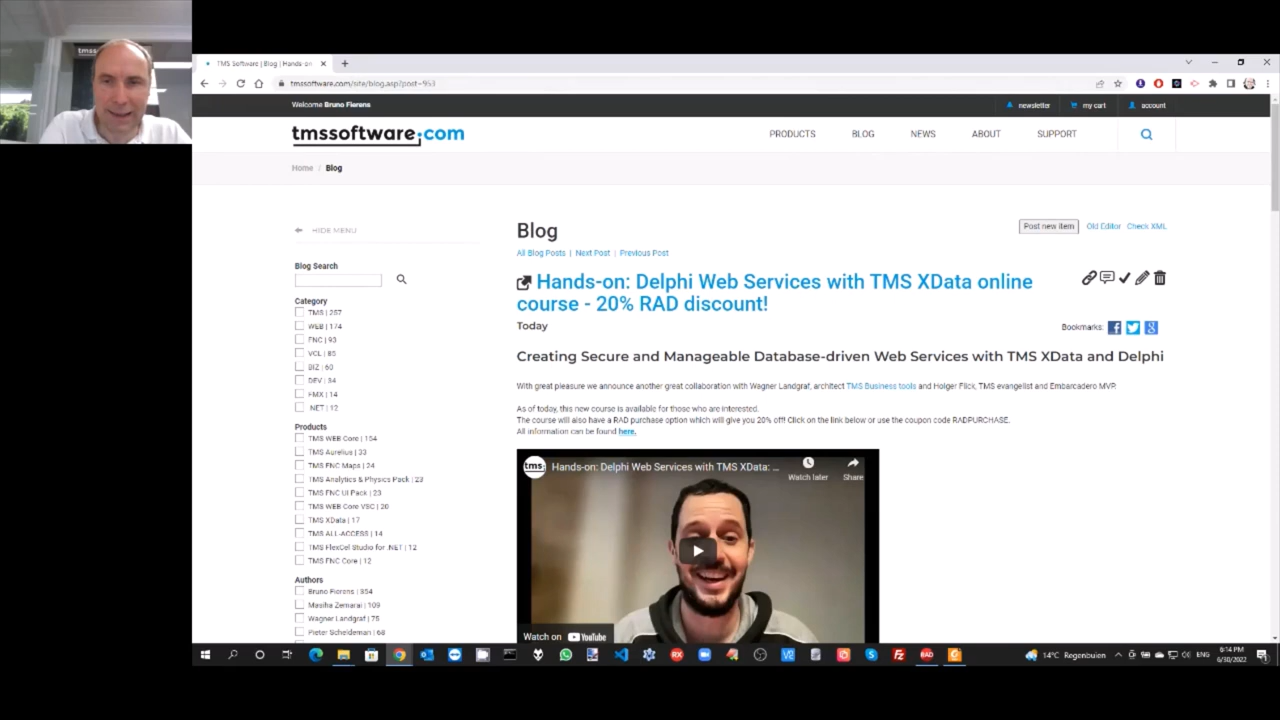 tms
TMS Software | Blog | Hands-on
tmssoftware.com/site/blog.asp?post=953
Welcome Bruno Fierens
newsletter
my cart
account
tmssoftware.com
PRODUCTS
BLOG
NEWS
ABOUT
SUPPORT
Home / Blog
HIDE MENU
Blog Search
Category
TMS | 257
WEB | 174
FNC | 93
VCL | 85
BIZ | 60
DEV | 34
FMX | 14
.NET | 12
Products
TMS WEB Core | 154
TMS Aurelius | 33
TMS FNC Maps | 24
TMS Analytics & Physics Pack | 23
TMS FNC UI Pack | 23
TMS WEB Core VSC | 20
TMS XData | 17
TMS ALL-ACCESS | 14
TMS FlexCel Studio for .NET | 12
TMS FNC Core | 12
Authors
Bruno Fierens | 354
Masiha Zemarai | 109
Wagner Landgraf | 75
Pieter Scheldeman | 68
Blog
Post new item
Old Editor
Check XML
All Blog Posts | Next Post | Previous Post
Hands-on: Delphi Web Services with TMS XData online
course - 20% RAD discount!
Today
Bookmarks:
Creating Secure and Manageable Database-driven Web Services with TMS XData and Delphi
With great pleasure we announce another great collaboration with Wagner Landgraf, architect TMS Business tools and Holger Flick, TMS evangelist and Embarcadero MVP.
As of today, this new course is available for those who are interested.
The course will also have a RAD purchase option which will give you 20% off! Click on the link below or use the coupon code RADPURCHASE.
All information can be found here.
tms
Hands-on: Delphi Web Services with TMS XData: ...
Watch later
Share
Watch on YouTube
14°C Regenbuien
ENG
6:14 PM
6/30/2022